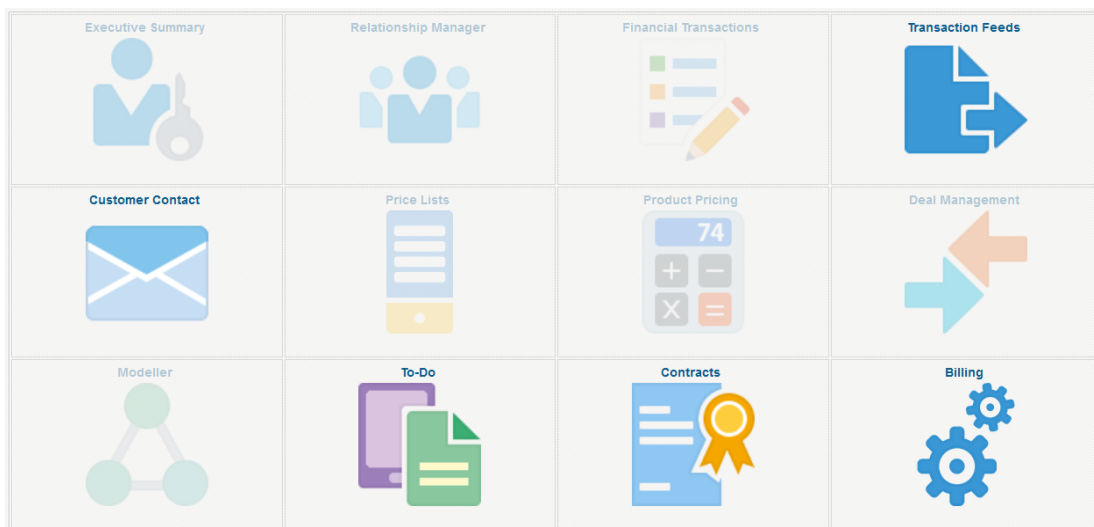 Executive Summary
Relationship Manager
Financial Transactions
Transaction Feeds
Customer Contact
Price Lists
Product Pricing
74
+ −
X =
Deal Management
Modeller
To-Do
Contracts
Billing